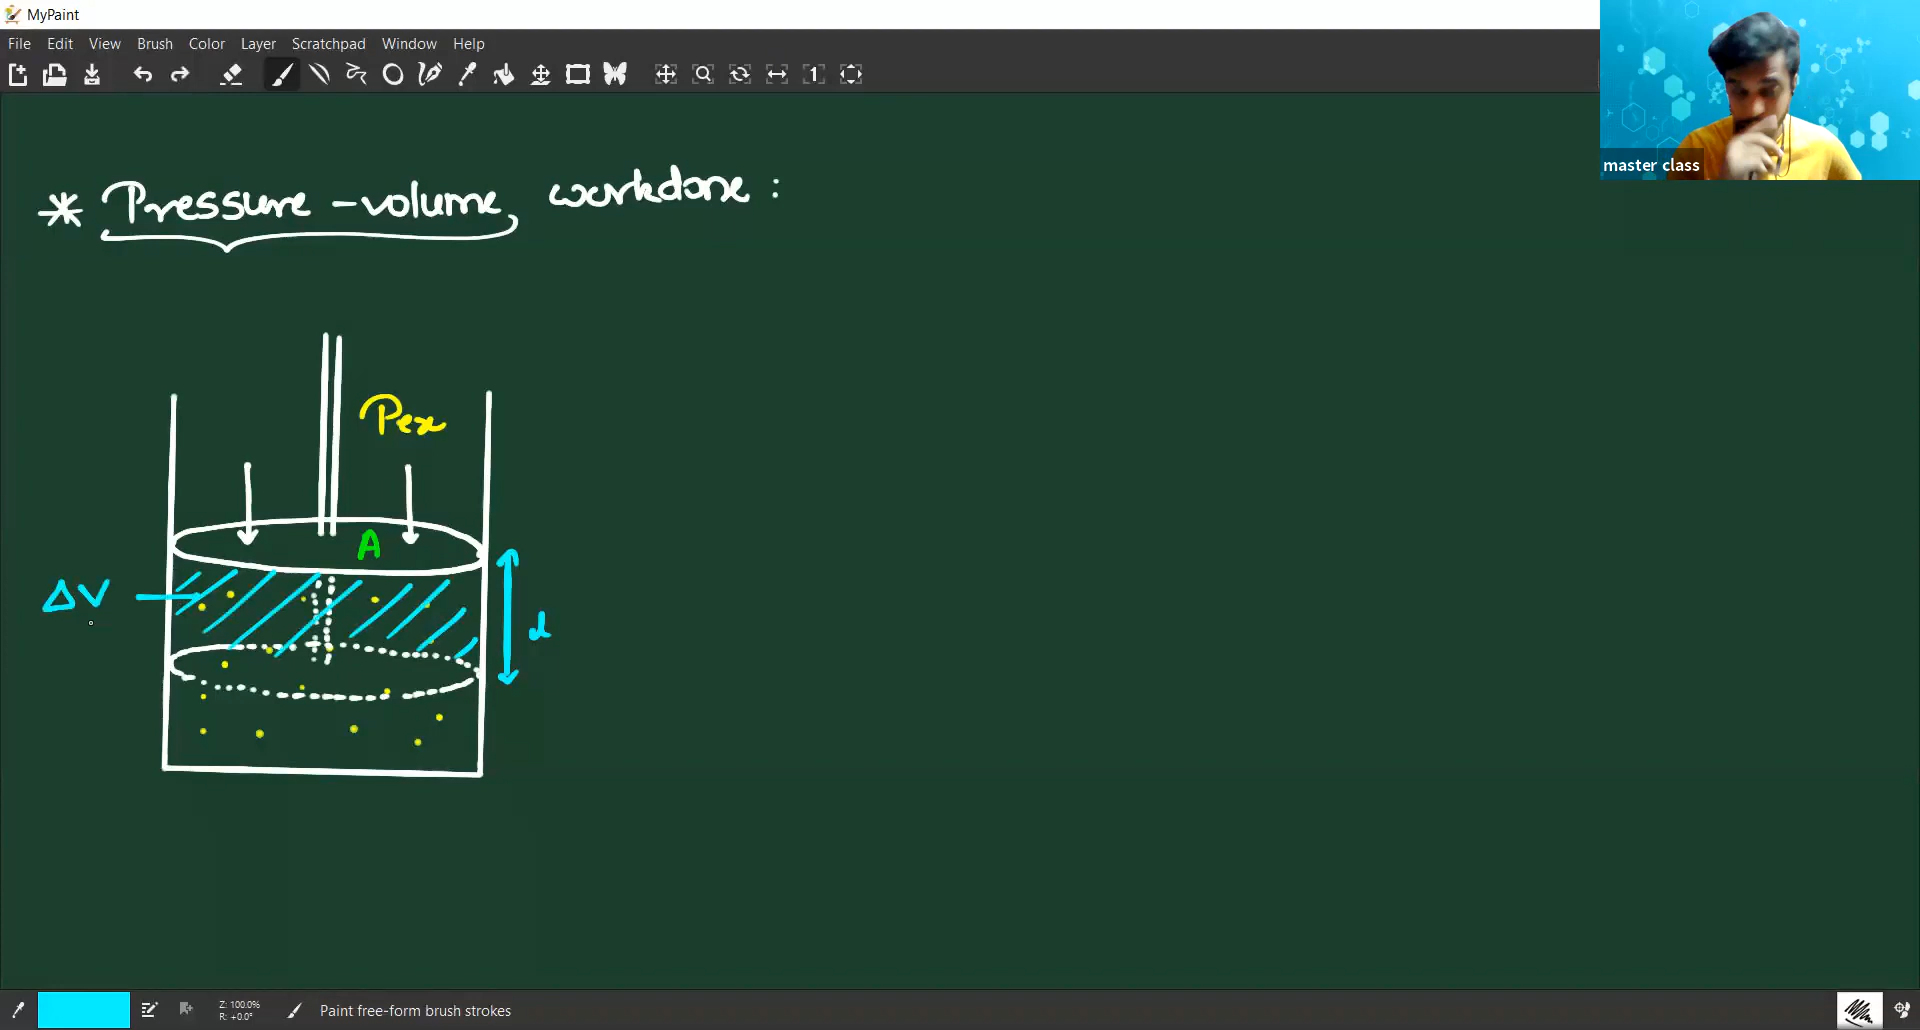 MyPaint
File Edit View Brush Color Layer Scratchpad Window Help
master class
* Pressure-volume, workdone :
Pex
A
ΔV
d
Z: 100.0%
R: +0.0°
Paint free-form brush strokes